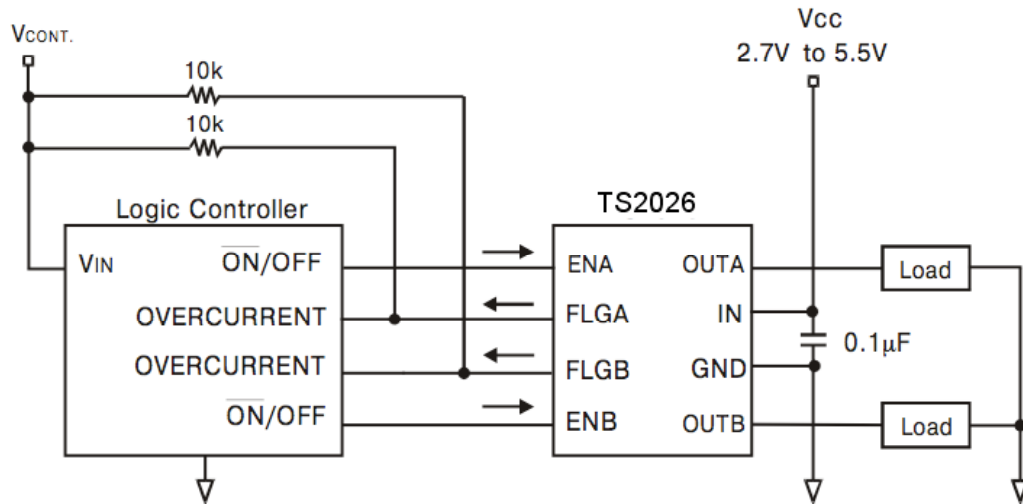 VCONT.
10k
10k
Vcc
2.7V to 5.5V
Logic Controller
TS2026
VIN
ON/OFF
OVERCURRENT
OVERCURRENT
ON/OFF
ENA
FLGA
FLGB
ENB
OUTA
IN
GND
OUTB
Load
0.1μF
Load